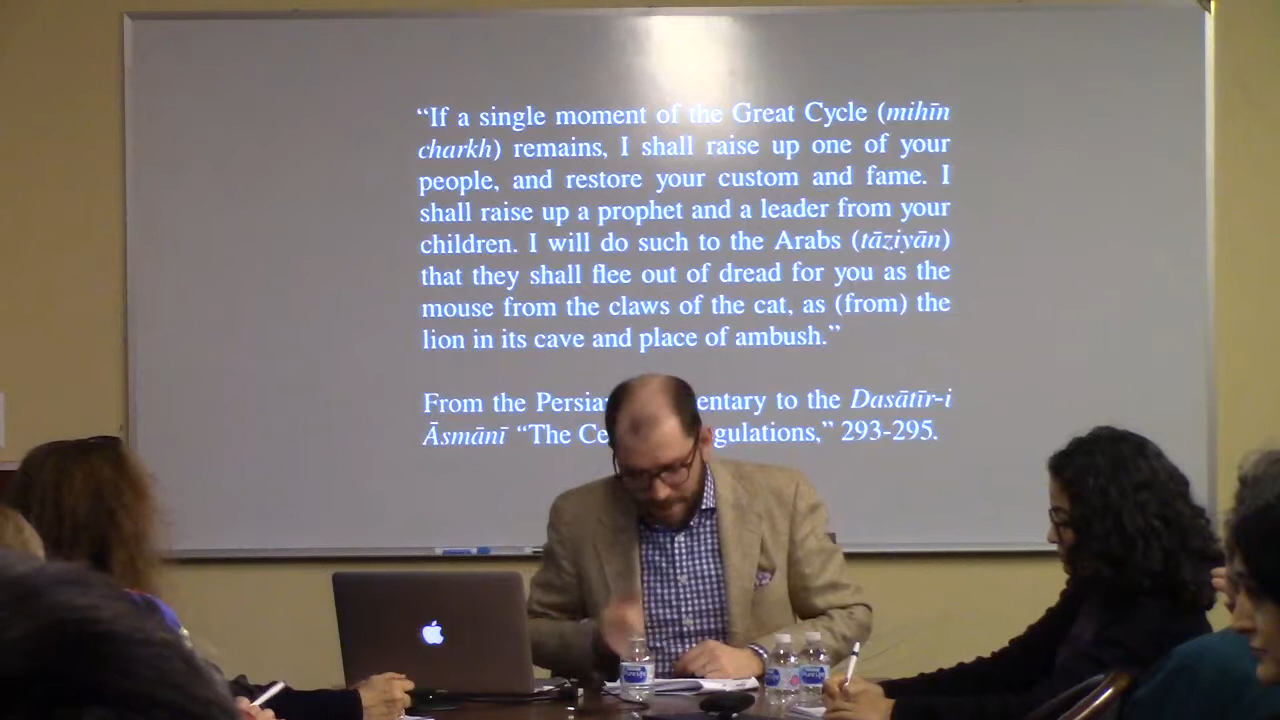 “If a single moment of the Great Cycle (mihīn
charkh) remains, I shall raise up one of your
people, and restore your custom and fame. I
shall raise up a prophet and a leader from your
children. I will do such to the Arabs (tāziyān)
that they shall flee out of dread for you as the
mouse from the claws of the cat, as (from) the
lion in its cave and place of ambush.”
From the Persia entary to the Dasātīr-i
Āsmānī “The Ce gulations,” 293-295.
Pure Life
Pure Life